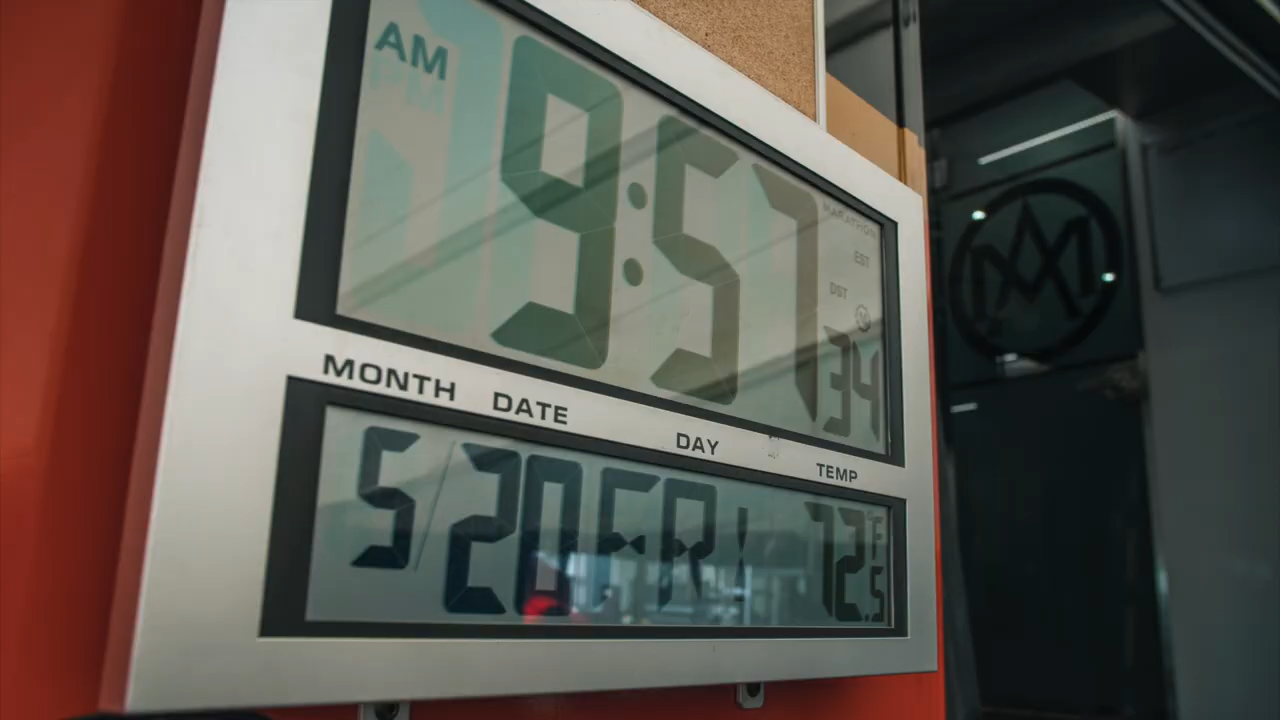 AM
PM
9:57
34
MARATHON
EST
DST
MONTH DATE DAY TEMP
5/20 FRI 72.5°F